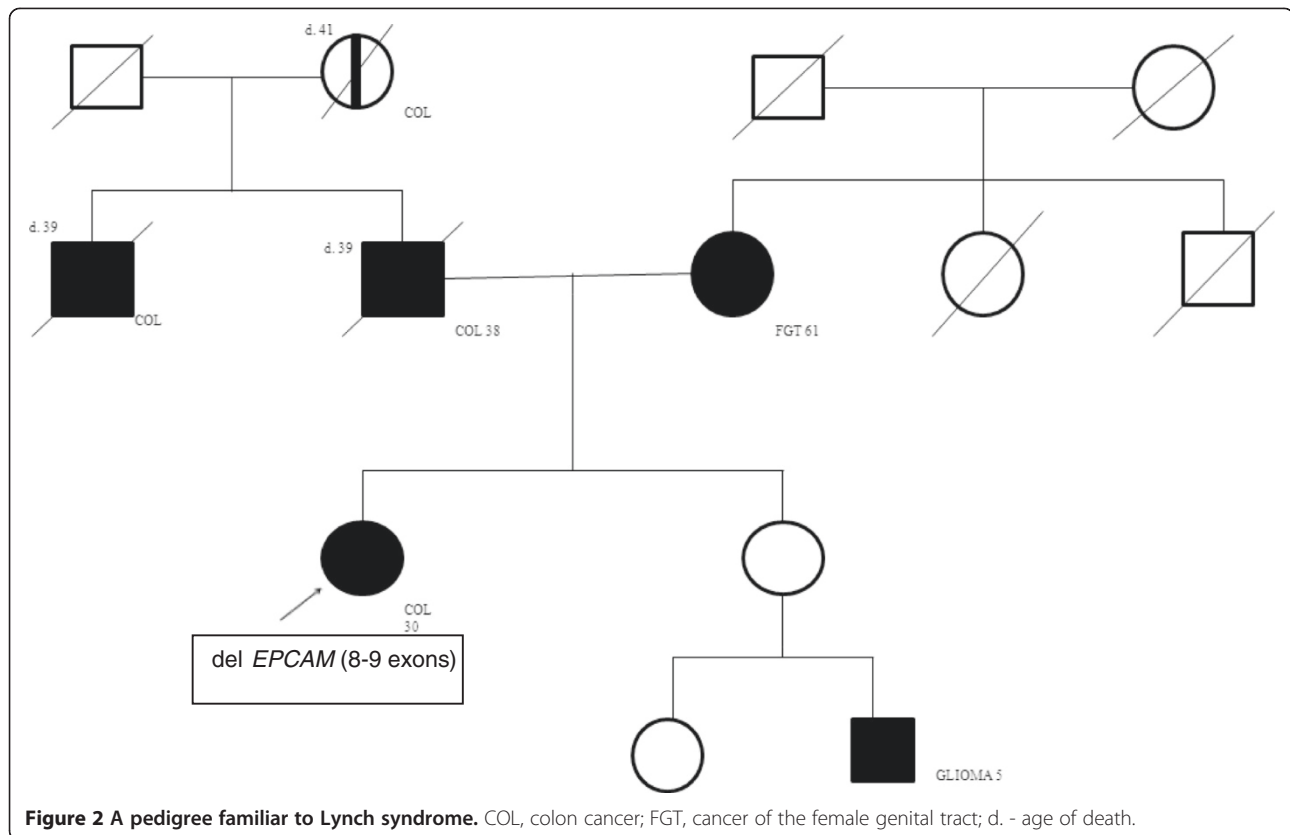 d. 41
COL
d. 39
COL
d. 39
COL 38
FGT 61
COL
30
del EPCAM (8-9 exons)
GLIOMA 5
Figure 2 A pedigree familiar to Lynch syndrome. COL, colon cancer; FGT, cancer of the female genital tract; d. - age of death.